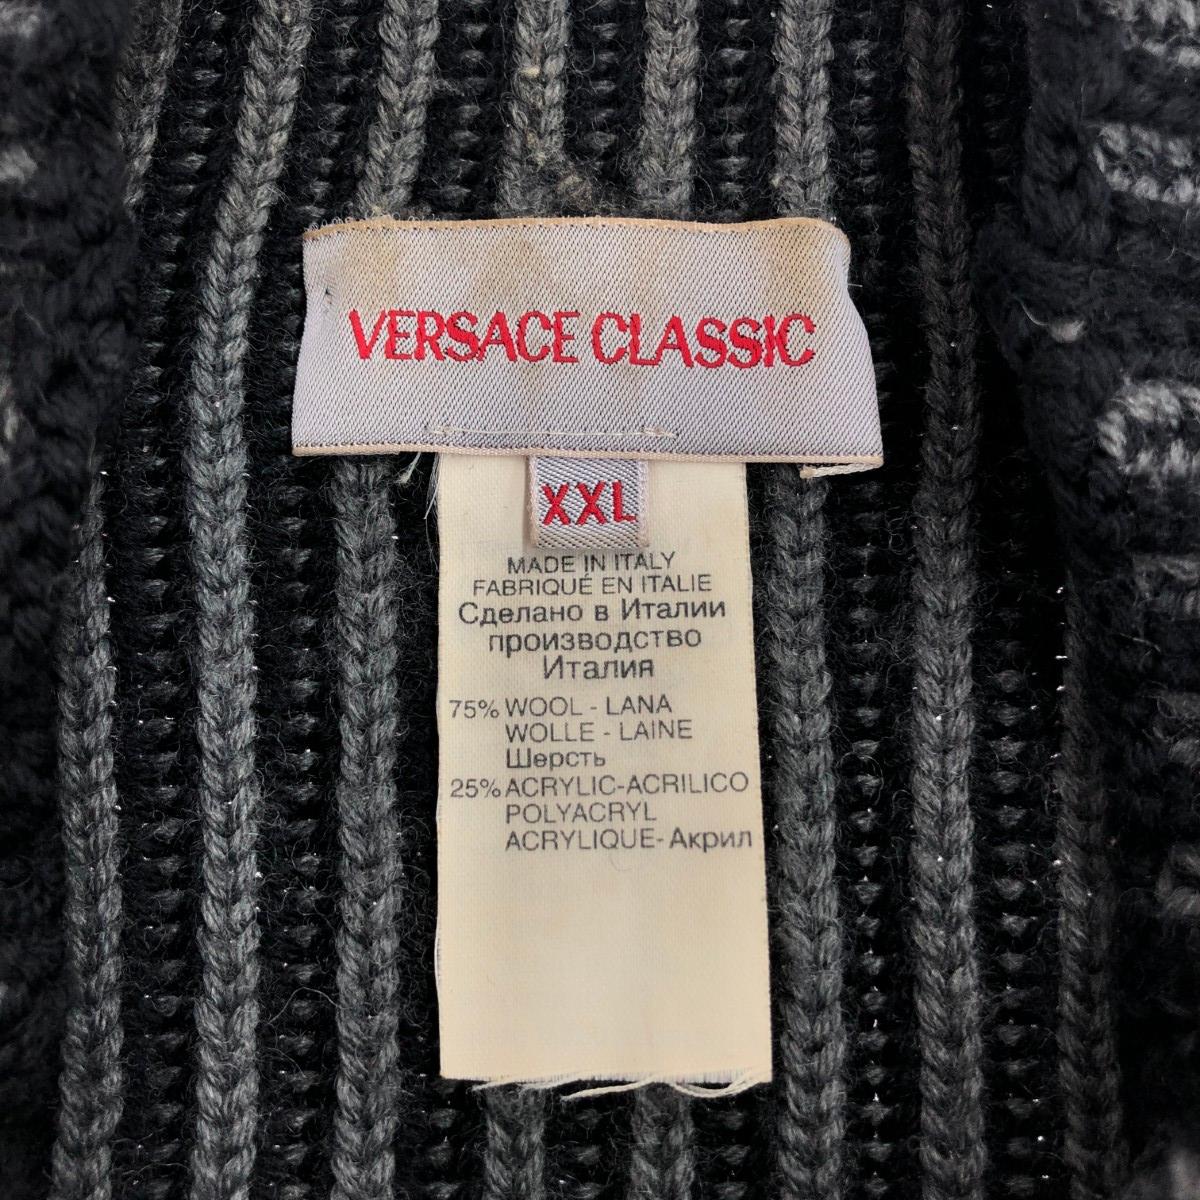 VERSACE CLASSIC
XXL
MADE IN ITALY
FABRIQUÉ EN ITALIE
Сделано в Италии
производство
Италия
75% WOOL - LANA
WOLLE - LAINE
Шерсть
25% ACRYLIC-ACRILICO
POLYACRYL
ACRYLIQUE-Акрил